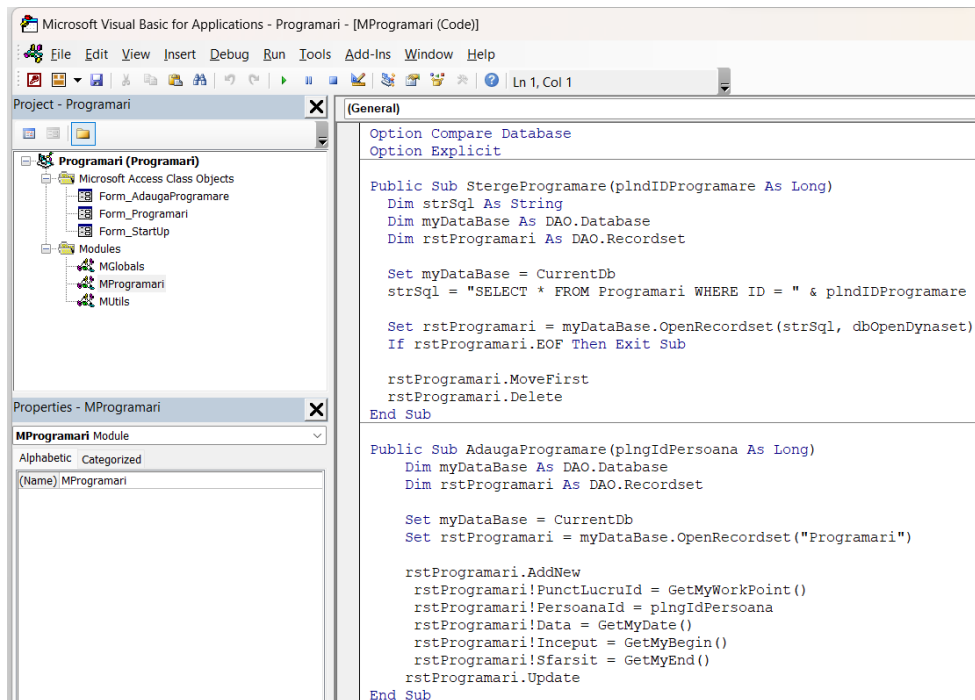 Microsoft Visual Basic for Applications - Programari - [MProgramari (Code)]
File Edit View Insert Debug Run Tools Add-Ins Window Help
Ln 1, Col 1
Project - Programari
Programari (Programari)
Microsoft Access Class Objects
Form_AdaugaProgramare
Form_Programari
Form_StartUp
Modules
MGlobals
MProgramari
MUtils
Properties - MProgramari
MProgramari Module
Alphabetic Categorized
(Name) MProgramari
(General)
Option Compare Database
Option Explicit
Public Sub StergeProgramare(plndIDProgramare As Long)
Dim strSql As String
Dim myDataBase As DAO.Database
Dim rstProgramari As DAO.Recordset
Set myDataBase = CurrentDb
strSql = "SELECT * FROM Programari WHERE ID = " & plndIDProgramare
Set rstProgramari = myDataBase.OpenRecordset(strSql, dbOpenDynaset)
If rstProgramari.EOF Then Exit Sub
rstProgramari.MoveFirst
rstProgramari.Delete
End Sub
Public Sub AdaugaProgramare(plngIdPersoana As Long)
Dim myDataBase As DAO.Database
Dim rstProgramari As DAO.Recordset
Set myDataBase = CurrentDb
Set rstProgramari = myDataBase.OpenRecordset("Programari")
rstProgramari.AddNew
rstProgramari!PunctLucruId = GetMyWorkPoint()
rstProgramari!PersoanaId = plngIdPersoana
rstProgramari!Data = GetMyDate()
rstProgramari!Inceput = GetMyBegin()
rstProgramari!Sfarsit = GetMyEnd()
rstProgramari.Update
End Sub